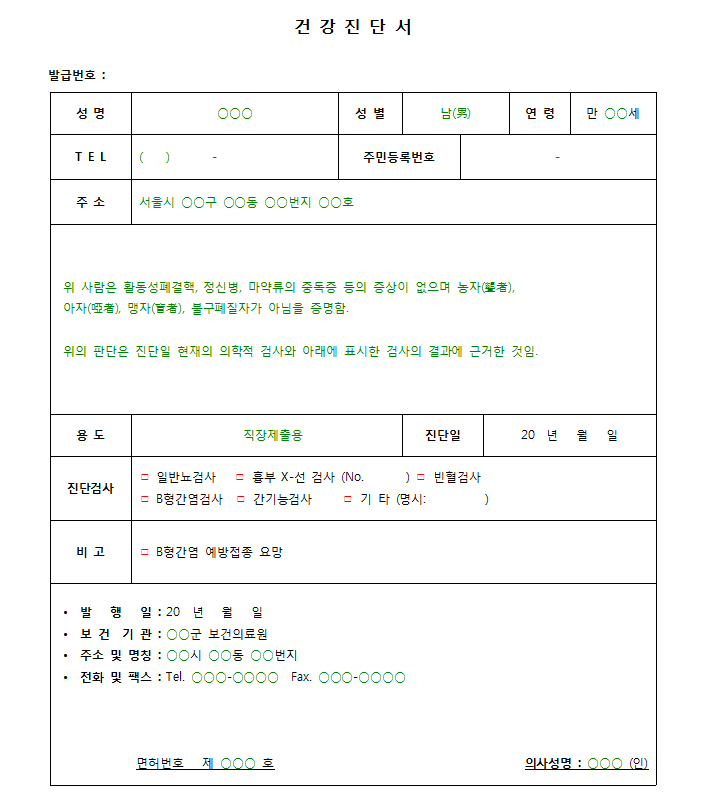 건 강 진 단 서
발급번호 :
성 명 ○○○ 성 별 남(男) 연 령 만 ○○세
T E L ( ) - 주민등록번호 -
주 소 서울시 ○○구 ○○동 ○○번지 ○○호
위 사람은 활동성폐결핵, 정신병, 마약류의 중독증 등의 증상이 없으며 농자(聾者),
아자(啞者), 맹자(盲者), 불구폐질자가 아님을 증명함.
위의 판단은 진단일 현재의 의학적 검사와 아래에 표시한 검사의 결과에 근거한 것임.
용 도 직장제출용 진단일 20 년 월 일
진단검사 □ 일반뇨검사 □ 흉부 X-선 검사 (No. ) □ 빈혈검사
□ B형간염검사 □ 간기능검사 □ 기 타 (명시: )
비 고 □ B형간염 예방접종 요망
• 발 행 일 : 20 년 월 일
• 보 건 기 관 : ○○군 보건의료원
• 주소 및 명칭 : ○○시 ○○동 ○○번지
• 전화 및 팩스 : Tel. ○○○-○○○○ Fax. ○○○-○○○○
면허번호 제 ○○○ 호 의사성명 : ○○○ (인)